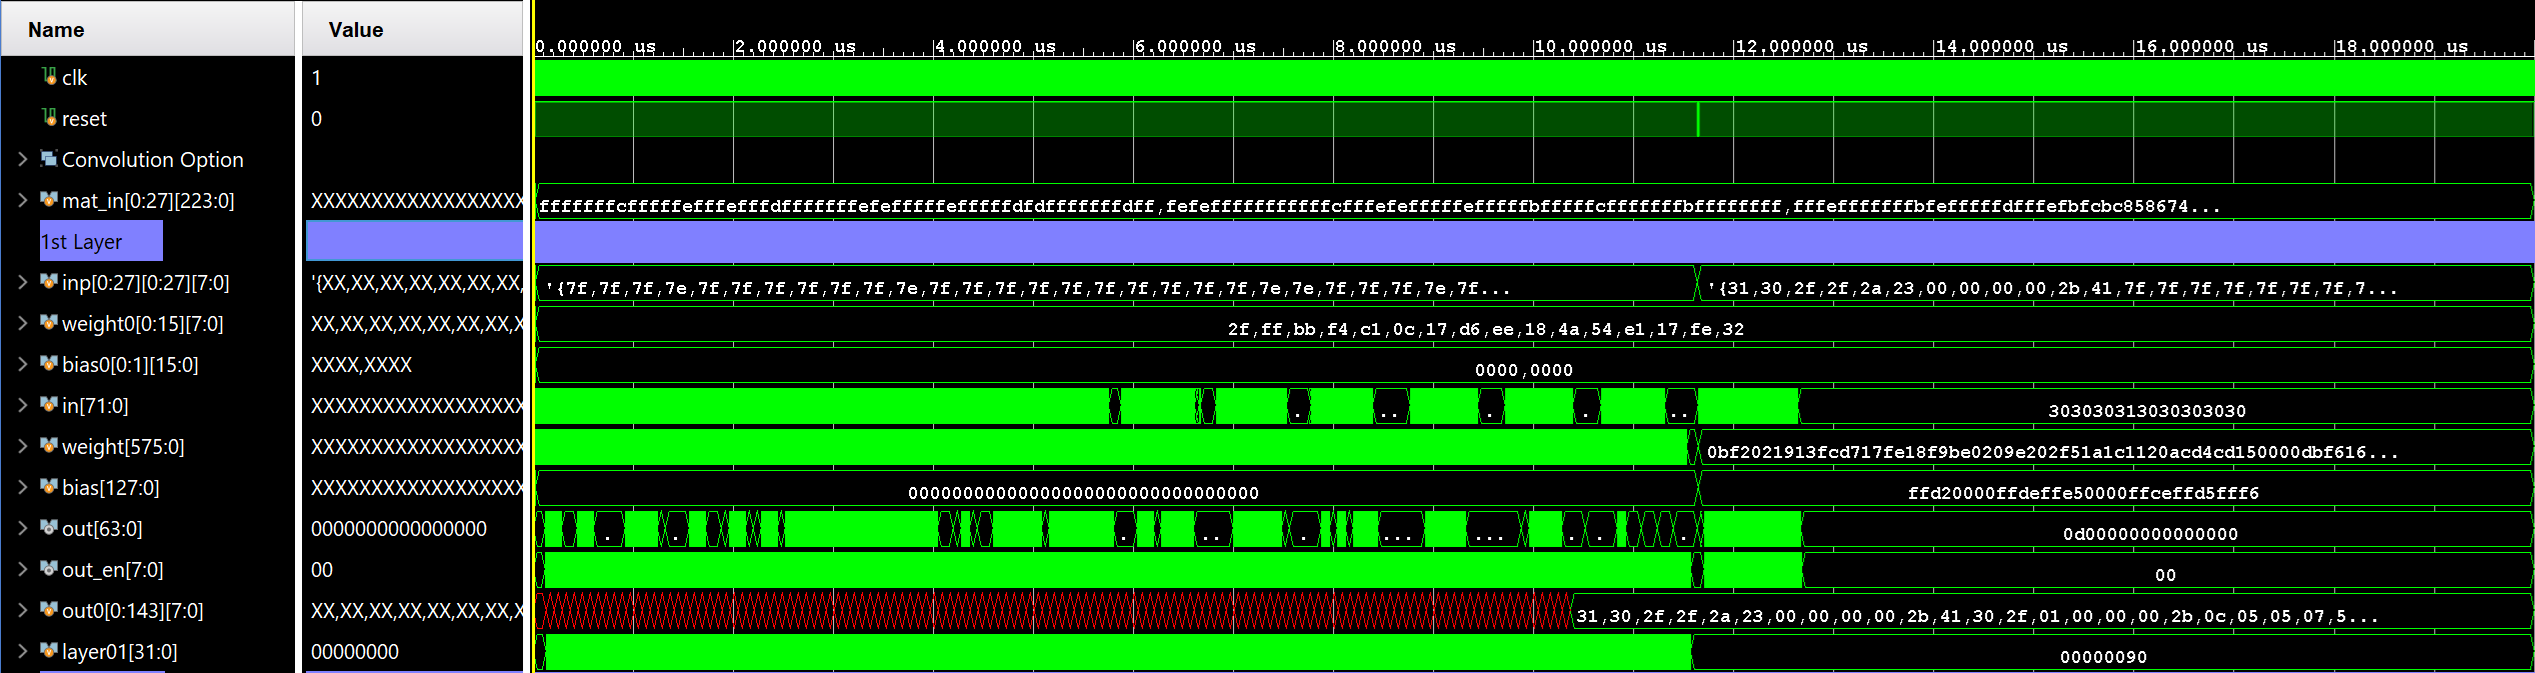 Name Value
0.000000 us 2.000000 us 4.000000 us 6.000000 us 8.000000 us 10.000000 us 12.000000 us 14.000000 us 16.000000 us 18.000000 us
clk 1
reset 0
Convolution Option
mat_in[0:27][223:0] XXXXXXXXXXXXXXXXXX fffffffcfffffefffefffdfffffffefefffffefffffdfdfffffffdff,fefefffffffffffcfffefefffffefffffbfffffcfffffffbffffffff,fffefffffffbfefffffdfffefbfcbc858674...
1st Layer
inp[0:27][0:27][7:0] '{XX,XX,XX,XX,XX,XX,XX, '{7f,7f,7f,7e,7f,7f,7f,7f,7f,7f,7e,7f,7f,7f,7f,7f,7f,7f,7f,7f,7f,7e,7e,7f,7f,7f,7e,7f... '{31,30,2f,2f,2a,23,00,00,00,00,2b,41,7f,7f,7f,7f,7f,7f,7f,7...
weight0[0:15][7:0] XX,XX,XX,XX,XX,XX,XX,X 2f,ff,bb,f4,c1,0c,17,d6,ee,18,4a,54,e1,17,fe,32
bias0[0:1][15:0] XXXX,XXXX 0000,0000
in[71:0] XXXXXXXXXXXXXXXXXX . .. . . .. 303030313030303030
weight[575:0] XXXXXXXXXXXXXXXXXX 0bf2021913fcd717fe18f9be0209e202f51a1c1120acd4cd150000dbf616...
bias[127:0] XXXXXXXXXXXXXXXXXX 00000000000000000000000000000000 ffd20000ffdeffe50000ffceffd5fff6
out[63:0] 0000000000000000 . . . .. . ... ... . . . 0d00000000000000
out_en[7:0] 00 00
out0[0:143][7:0] XX,XX,XX,XX,XX,XX,XX,X 31,30,2f,2f,2a,23,00,00,00,00,2b,41,30,2f,01,00,00,00,2b,0c,05,05,07,5...
layer01[31:0] 00000000 00000090